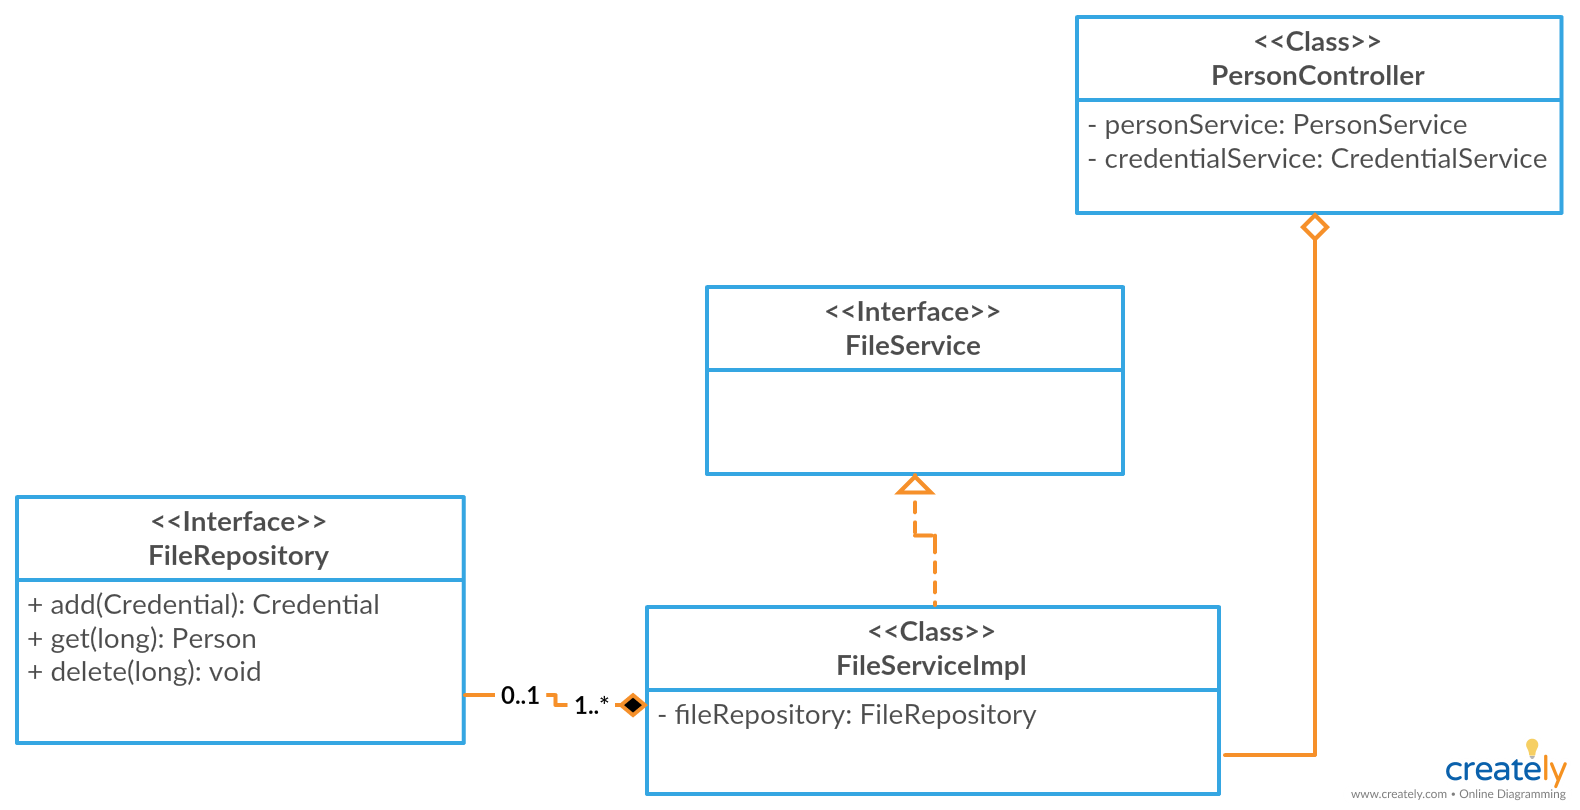 <<Class>>
PersonController
- personService: PersonService
- credentialService: CredentialService
<<Interface>>
FileService
<<Interface>>
FileRepository
+ add(Credential): Credential
+ get(long): Person
+ delete(long): void
0..1
1..*
<<Class>>
FileServiceImpl
- fileRepository: FileRepository
creately
www.creately.com • Online Diagramming